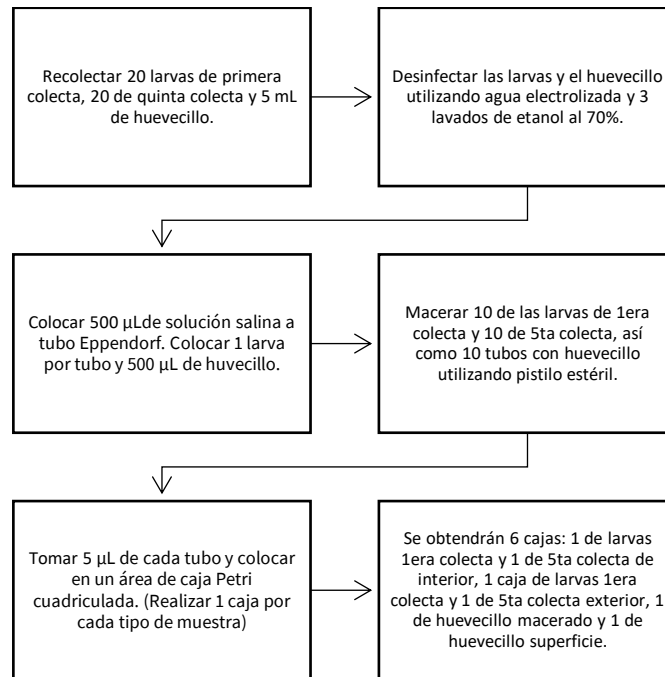 Recolectar 20 larvas de primera
colecta, 20 de quinta colecta y 5 mL
de huevecillo.
Desinfectar las larvas y el huevecillo
utilizando agua electrolizada y 3
lavados de etanol al 70%.
Colocar 500 µLde solución salina a
tubo Eppendorf. Colocar 1 larva
por tubo y 500 µL de huvecillo.
Macerar 10 de las larvas de 1era
colecta y 10 de 5ta colecta, así
como 10 tubos con huevecillo
utilizando pistilo estéril.
Tomar 5 µL de cada tubo y colocar
en un área de caja Petri
cuadriculada. (Realizar 1 caja por
cada tipo de muestra)
Se obtendrán 6 cajas: 1 de larvas
1era colecta y 1 de 5ta colecta de
interior, 1 caja de larvas 1era
colecta y 1 de 5ta colecta exterior, 1
de huevecillo macerado y 1 de
huevecillo superficie.